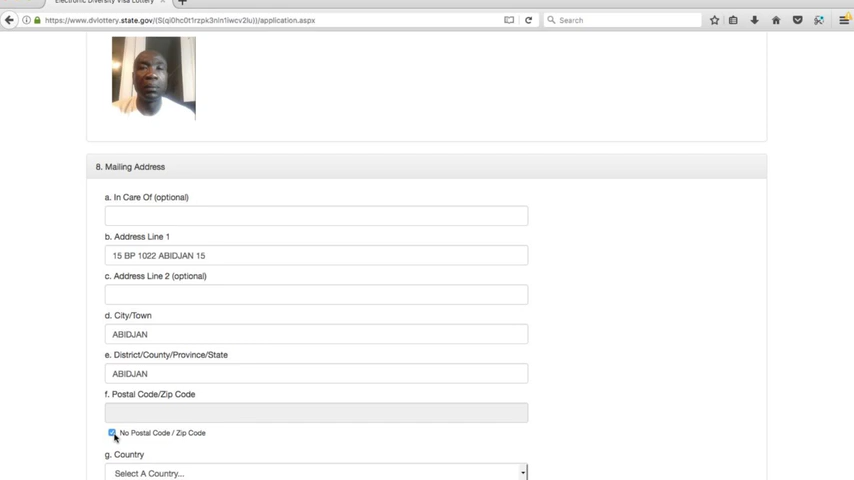 Electronic Diversity Visa Lottery
https://www.dvlottery.state.gov/(S(qi0hc0t1rzpk3nin1iwcv2lu))/application.aspx
Search
8. Mailing Address
a. In Care Of (optional)
b. Address Line 1
15 BP 1022 ABIDJAN 15
c. Address Line 2 (optional)
d. City/Town
ABIDJAN
e. District/County/Province/State
ABIDJAN
f. Postal Code/Zip Code
No Postal Code / Zip Code
g. Country
Select A Country...